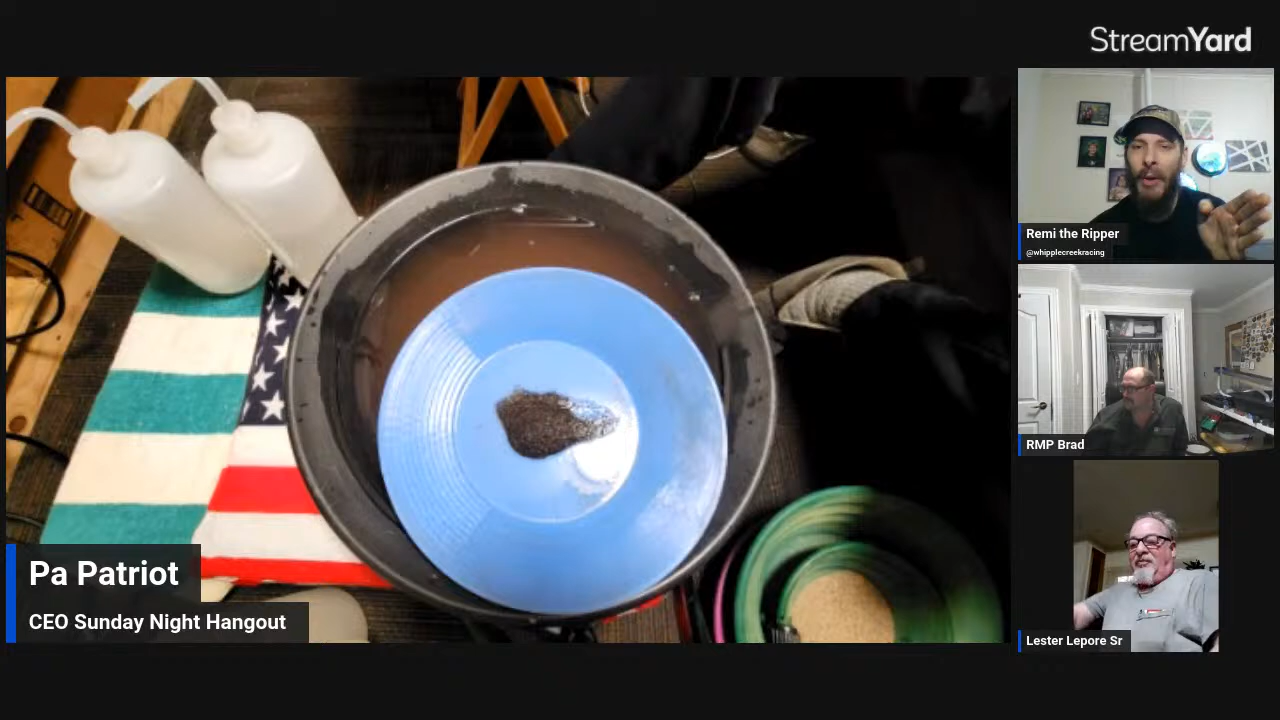 StreamYard
Pa Patriot
CEO Sunday Night Hangout
Remi the Ripper
@whipplecreekracing
RMP Brad
Lester Lepore Sr